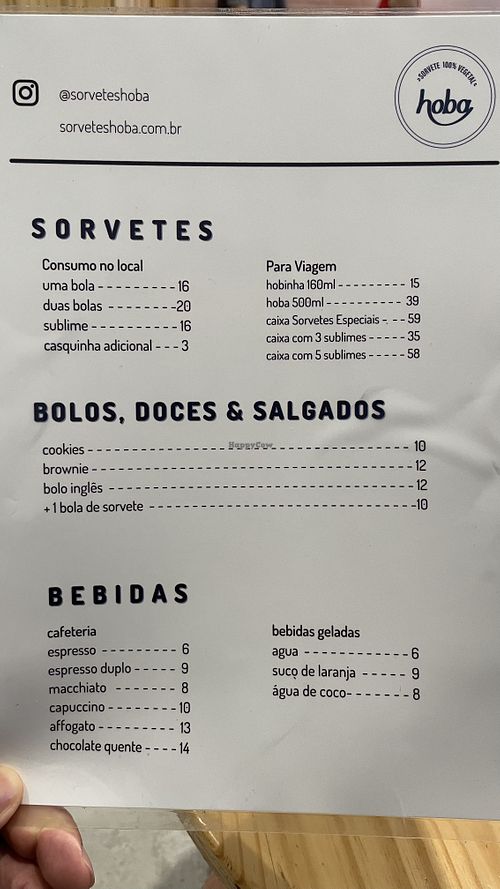 @sorveteshoba
sorveteshoba.com.br
•SORVETE 100% VEGETAL•
hoba
SORVETES
Consumo no local
uma bola - - - - - - - - - 16
duas bolas - - - - - - - -20
sublime - - - - - - - - - 16
casquinha adicional - - - 3
Para Viagem
hobinha 160ml - - - - - - - - - 15
hoba 500ml - - - - - - - - - - 39
caixa Sorvetes Especiais - - - 59
caixa com 3 sublimes - - - - - 35
caixa com 5 sublimes - - - - - 58
BOLOS, DOCES & SALGADOS
cookies - - - - - - - - - - - - - - - - - - - - - - - - - - - - - - - - - - - - 10
brownie - - - - - - - - - - - - - - - - - - - - - - - - - - - - - - - - - - - - 12
bolo inglês - - - - - - - - - - - - - - - - - - - - - - - - - - - - - - - - - - 12
+ 1 bola de sorvete - - - - - - - - - - - - - - - - - - - - - - - - - - - - - -10
HappyCow
BEBIDAS
cafeteria
espresso - - - - - - - - - 6
espresso duplo - - - - - 9
macchiato - - - - - - - 8
capuccino - - - - - - - - 10
affogato - - - - - - - - - 13
chocolate quente - - - - 14
bebidas geladas
agua - - - - - - - - - - - - 6
suco de laranja - - - - - - 9
água de coco- - - - - - - 8